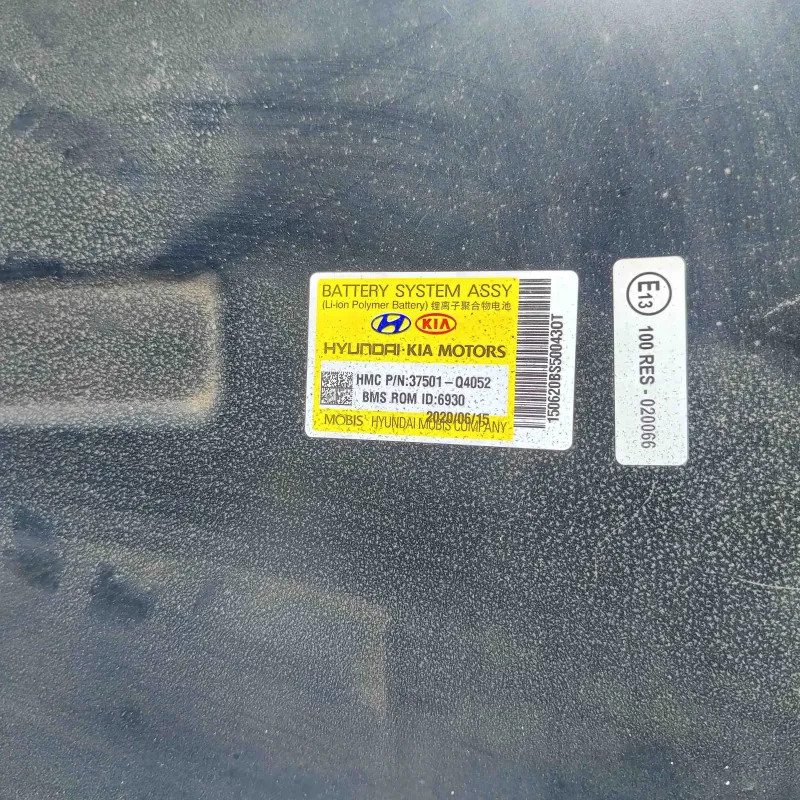 BATTERY SYSTEM ASSY
(Li-ion Polymer Battery) 锂离子聚合物电池
KIA
HYUNDAI·KIA MOTORS
HMC P/N:37501-Q4052
BMS ROM ID:6930
2020/06/15
MOBIS HYUNDAI MOBIS COMPANY
150620BS500430T
E13
100 RES - 020066